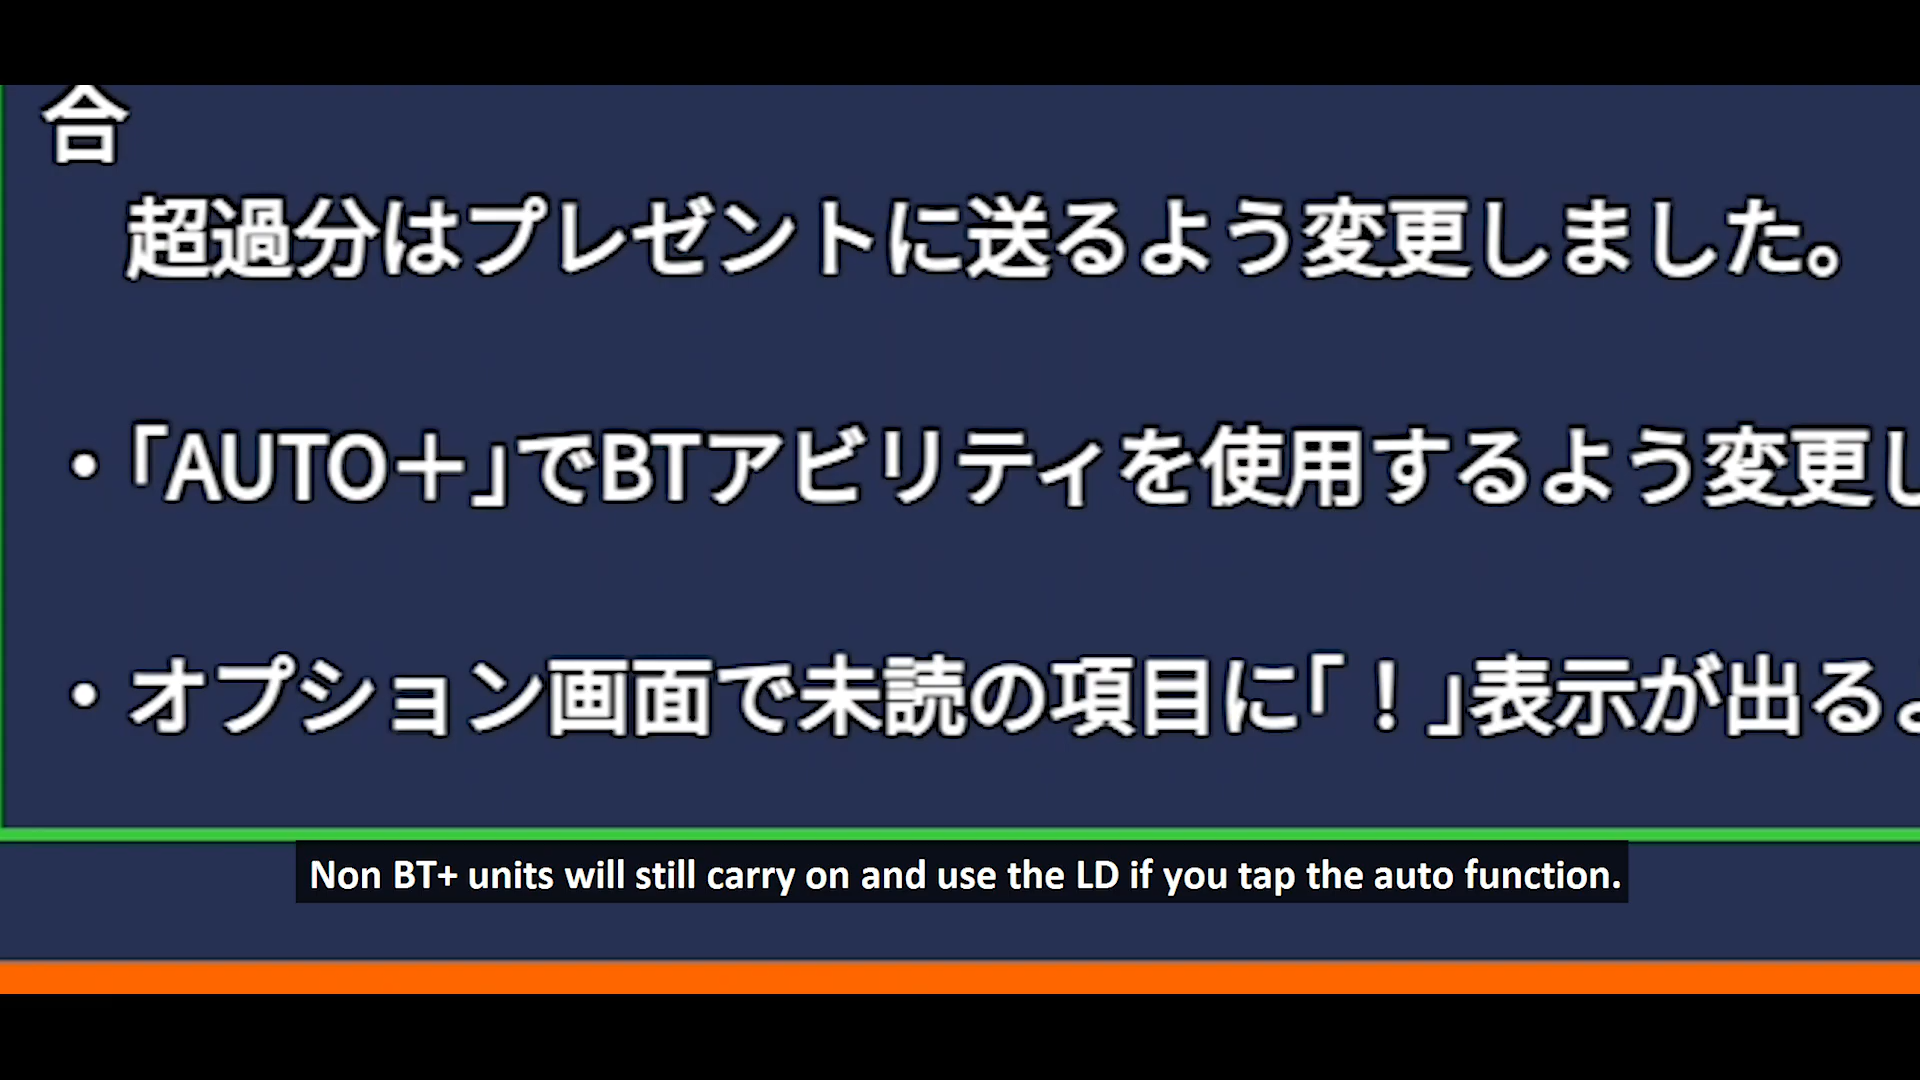 合
超過分はプレゼントに送るよう変更しました。
・「AUTO＋」でBTアビリティを使用するよう変更し
・オプション画面で未読の項目に「！」表示が出るよ
Non BT+ units will still carry on and use the LD if you tap the auto function.